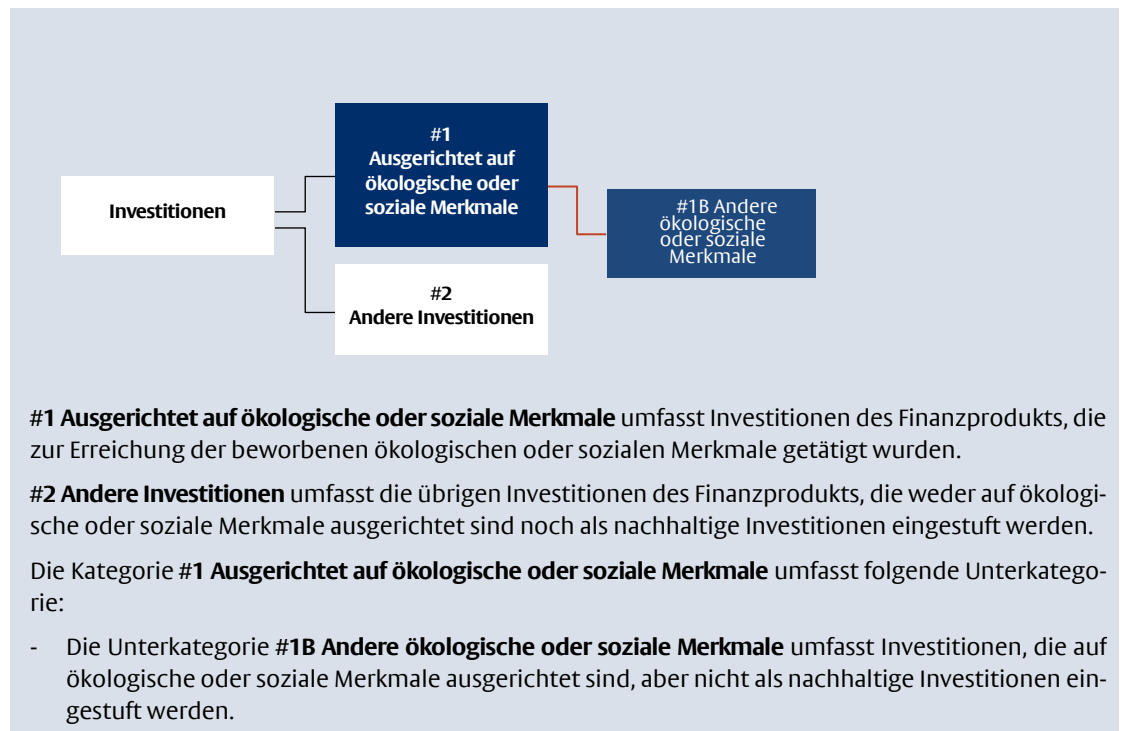 #1
Ausgerichtet auf
ökologische oder
soziale Merkmale
Investitionen
#1B Andere
ökologische
oder soziale
Merkmale
#2
Andere Investitionen
#1 Ausgerichtet auf ökologische oder soziale Merkmale umfasst Investitionen des Finanzprodukts, die
zur Erreichung der beworbenen ökologischen oder sozialen Merkmale getätigt wurden.
#2 Andere Investitionen umfasst die übrigen Investitionen des Finanzprodukts, die weder auf ökologi-
sche oder soziale Merkmale ausgerichtet sind noch als nachhaltige Investitionen eingestuft werden.
Die Kategorie #1 Ausgerichtet auf ökologische oder soziale Merkmale umfasst folgende Unterkatego-
rie:
- Die Unterkategorie #1B Andere ökologische oder soziale Merkmale umfasst Investitionen, die auf
ökologische oder soziale Merkmale ausgerichtet sind, aber nicht als nachhaltige Investitionen ein-
gestuft werden.